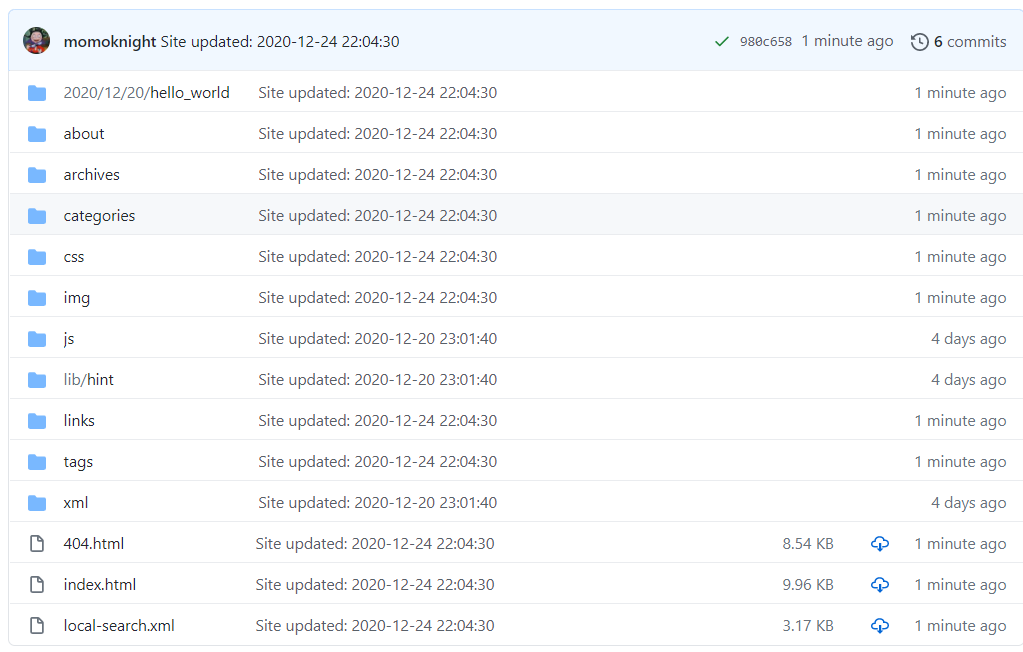 momoknight Site updated: 2020-12-24 22:04:30 980c658 1 minute ago 6 commits
2020/12/20/hello_world Site updated: 2020-12-24 22:04:30 1 minute ago
about Site updated: 2020-12-24 22:04:30 1 minute ago
archives Site updated: 2020-12-24 22:04:30 1 minute ago
categories Site updated: 2020-12-24 22:04:30 1 minute ago
css Site updated: 2020-12-24 22:04:30 1 minute ago
img Site updated: 2020-12-24 22:04:30 1 minute ago
js Site updated: 2020-12-20 23:01:40 4 days ago
lib/hint Site updated: 2020-12-20 23:01:40 4 days ago
links Site updated: 2020-12-24 22:04:30 1 minute ago
tags Site updated: 2020-12-24 22:04:30 1 minute ago
xml Site updated: 2020-12-20 23:01:40 4 days ago
404.html Site updated: 2020-12-24 22:04:30 8.54 KB 1 minute ago
index.html Site updated: 2020-12-24 22:04:30 9.96 KB 1 minute ago
local-search.xml Site updated: 2020-12-24 22:04:30 3.17 KB 1 minute ago